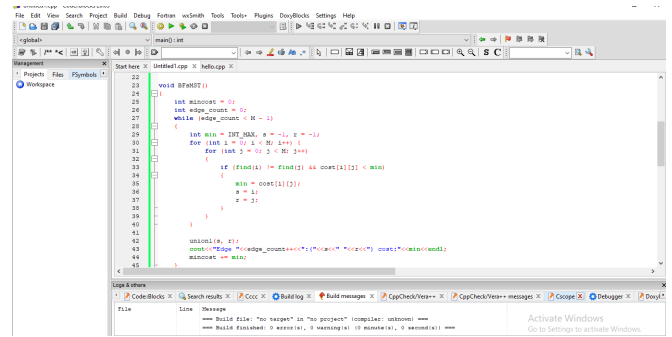 File Edit View Search Project Build Debug Fortran wxSmith Tools Tools+ Plugins DoxyBlocks Settings Help
<global>
main() : int
S C
Management
Projects Files FSymbols
Workspace
Start here Untitled1.cpp hello.cpp
22
23 void BFsMST()
24 {
25 int mincost = 0;
26 int edge_count = 0;
27 while (edge_count < M - 1)
28 {
29 int min = INT_MAX, s = -1, r = -1;
30 for (int i = 0; i < M; i++) {
31 for (int j = 0; j < M; j++)
32 {
33 if (find(i) != find(j) && cost[i][j] < min)
34 {
35 min = cost[i][j];
36 s = i;
37 r = j;
38 }
39 }
40 }
41
42 union1(s, r);
43 cout<<"Edge "<<edge_count++<<":("<<s<<" "<<r<<") cost:"<<min<<endl;
44 mincost += min;
45 }
Logs & others
Code::Blocks Search results Cccc Build log Build messages CppCheck/Vera++ CppCheck/Vera++ messages Cscope Debugger Doxyl
File Line Message
=== Build file: "no target" in "no project" (compiler: unknown) ===
=== Build finished: 0 error(s), 0 warning(s) (0 minute(s), 0 second(s)) ===
Activate Windows
Go to Settings to activate Windows.